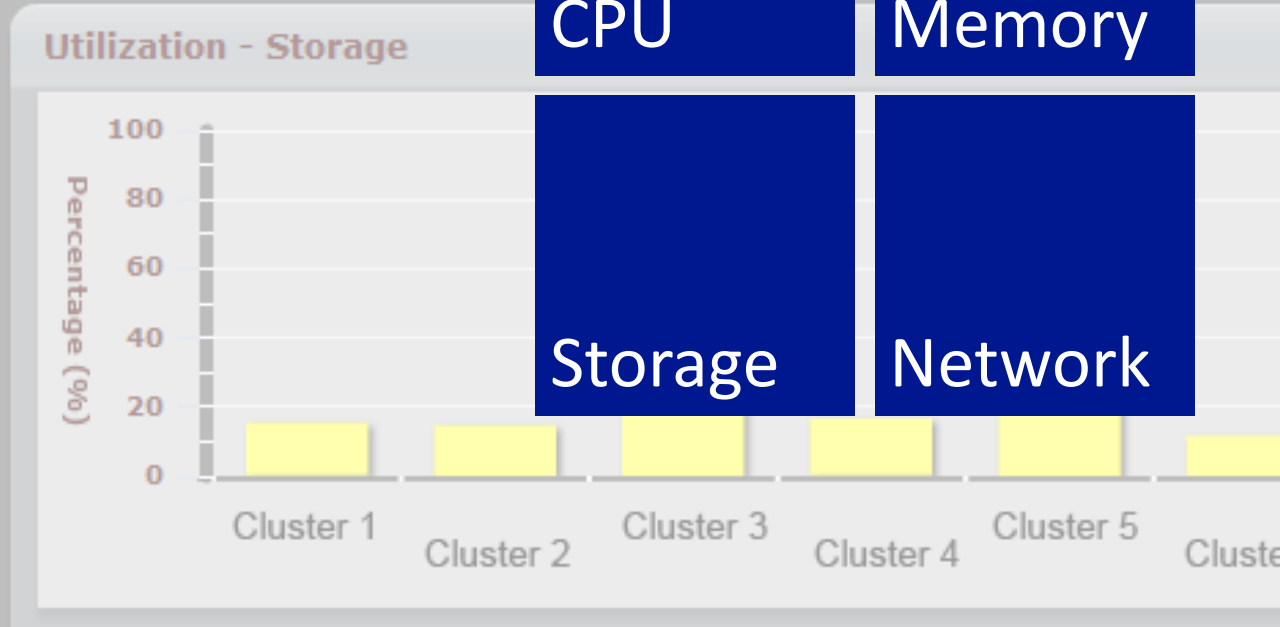 CPU
Memory
Utilization - Storage
100
80
60
40
20
0
Percentage (%)
Storage
Network
Cluster 1
Cluster 2
Cluster 3
Cluster 4
Cluster 5